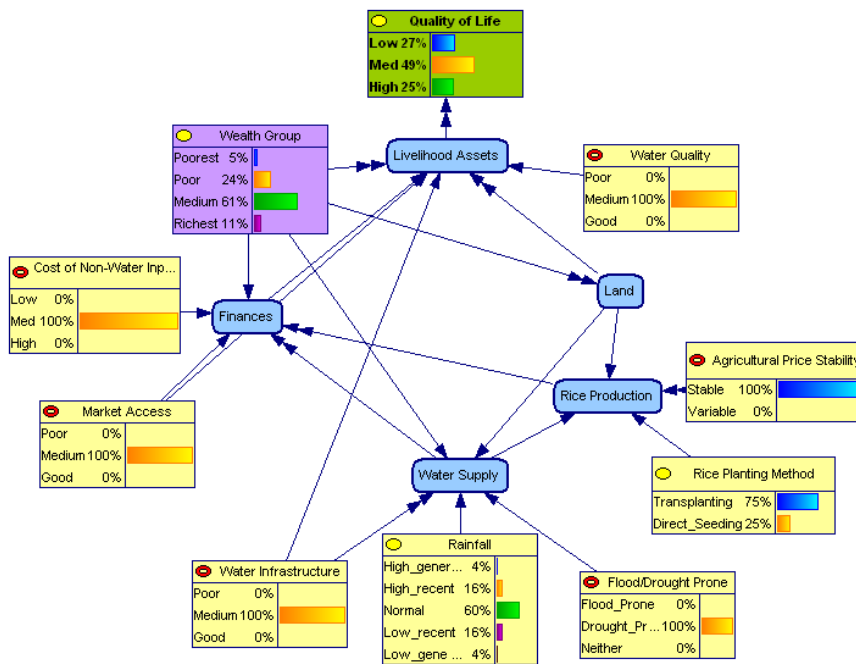 Quality of Life
Low 27%
Med 49%
High 25%
Wealth Group
Poorest 5%
Poor 24%
Medium 61%
Richest 11%
Livelihood Assets
Water Quality
Poor 0%
Medium 100%
Good 0%
Cost of Non-Water Inp...
Low 0%
Med 100%
High 0%
Finances
Land
Agricultural Price Stability
Stable 100%
Variable 0%
Market Access
Poor 0%
Medium 100%
Good 0%
Rice Production
Water Supply
Rice Planting Method
Transplanting 75%
Direct_Seeding 25%
Water Infrastructure
Poor 0%
Medium 100%
Good 0%
Rainfall
High_gener... 4%
High_recent 16%
Normal 60%
Low_recent 16%
Low_gene ... 4%
Flood/Drought Prone
Flood_Prone 0%
Drought_Pr... 100%
Neither 0%